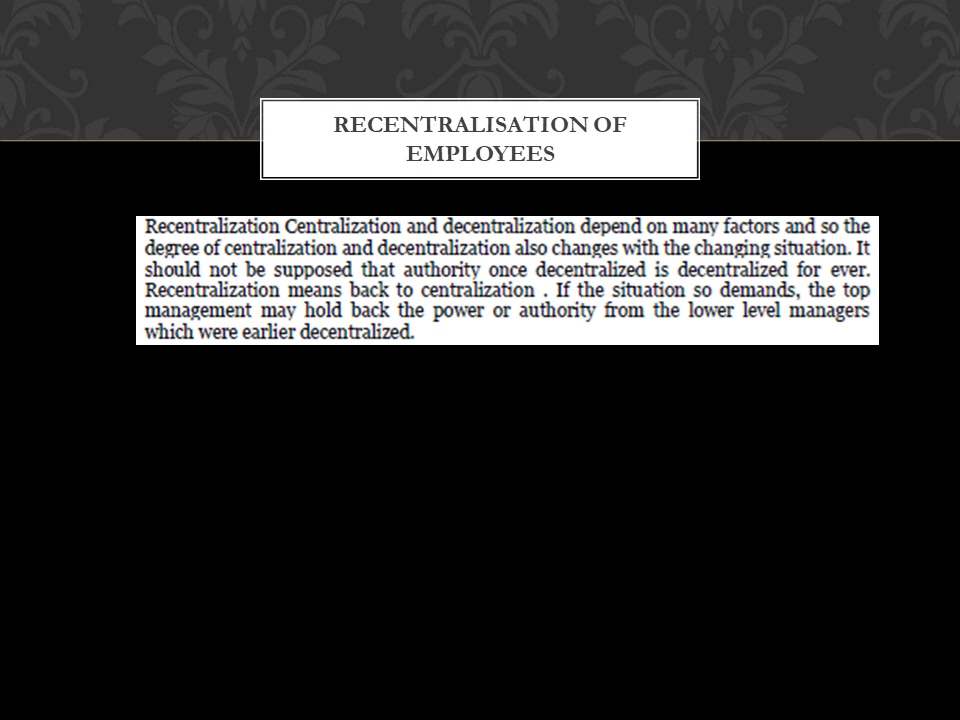 RECENTRALISATION OF
EMPLOYEES
Recentralization Centralization and decentralization depend on many factors and so the
degree of centralization and decentralization also changes with the changing situation. It
should not be supposed that authority once decentralized is decentralized for ever.
Recentralization means back to centralization . If the situation so demands, the top
management may hold back the power or authority from the lower level managers
which were earlier decentralized.